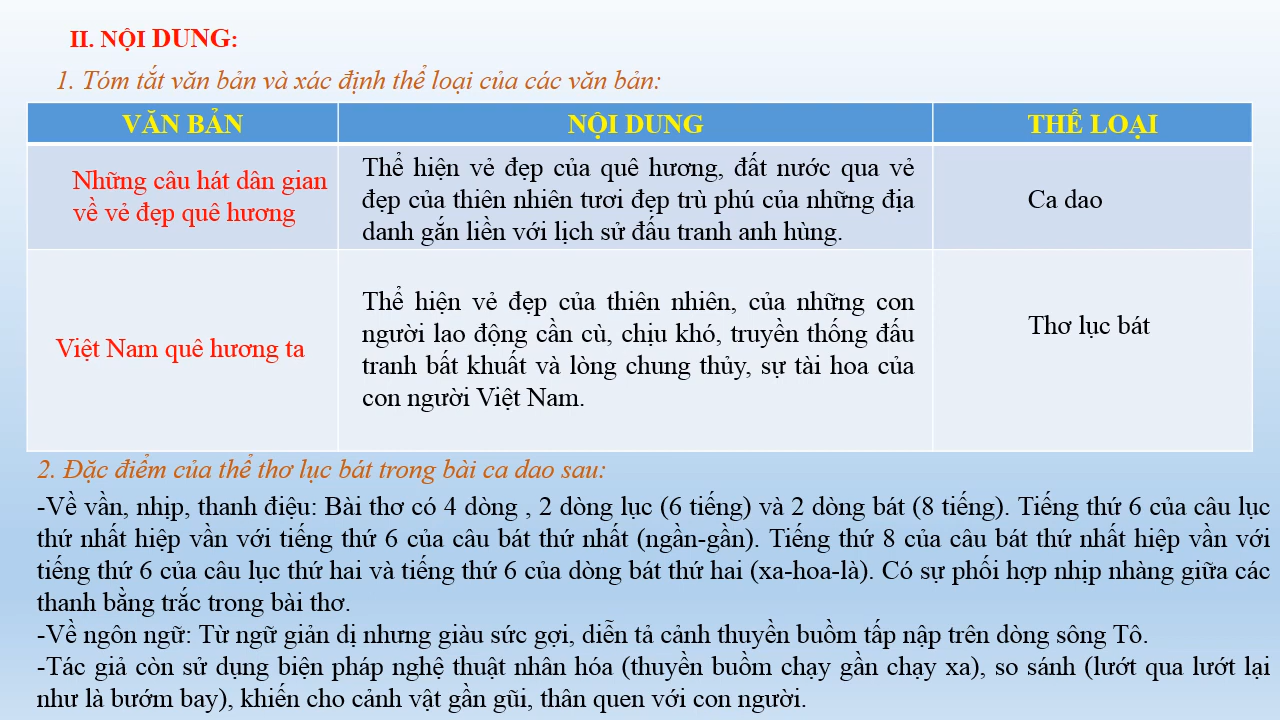 II. NỘI DUNG:
1. Tóm tắt văn bản và xác định thể loại của các văn bản:
VĂN BẢN
NỘI DUNG
THỂ LOẠI
Những câu hát dân gian
về vẻ đẹp quê hương
Thể hiện vẻ đẹp của quê hương, đất nước qua vẻ
đẹp của thiên nhiên tươi đẹp trù phú của những địa
danh gắn liền với lịch sử đấu tranh anh hùng.
Ca dao
Việt Nam quê hương ta
Thể hiện vẻ đẹp của thiên nhiên, của những con
người lao động cần cù, chịu khó, truyền thống đấu
tranh bất khuất và lòng chung thủy, sự tài hoa của
con người Việt Nam.
Thơ lục bát
2. Đặc điểm của thể thơ lục bát trong bài ca dao sau:
-Về vần, nhịp, thanh điệu: Bài thơ có 4 dòng , 2 dòng lục (6 tiếng) và 2 dòng bát (8 tiếng). Tiếng thứ 6 của câu lục
thứ nhất hiệp vần với tiếng thứ 6 của câu bát thứ nhất (ngần-gần). Tiếng thứ 8 của câu bát thứ nhất hiệp vần với
tiếng thứ 6 của câu lục thứ hai và tiếng thứ 6 của dòng bát thứ hai (xa-hoa-là). Có sự phối hợp nhịp nhàng giữa các
thanh bằng trắc trong bài thơ.
-Về ngôn ngữ: Từ ngữ giản dị nhưng giàu sức gợi, diễn tả cảnh thuyền buồm tấp nập trên dòng sông Tô.
-Tác giả còn sử dụng biện pháp nghệ thuật nhân hóa (thuyền buồm chạy gần chạy xa), so sánh (lướt qua lướt lại
như là bướm bay), khiến cho cảnh vật gần gũi, thân quen với con người.